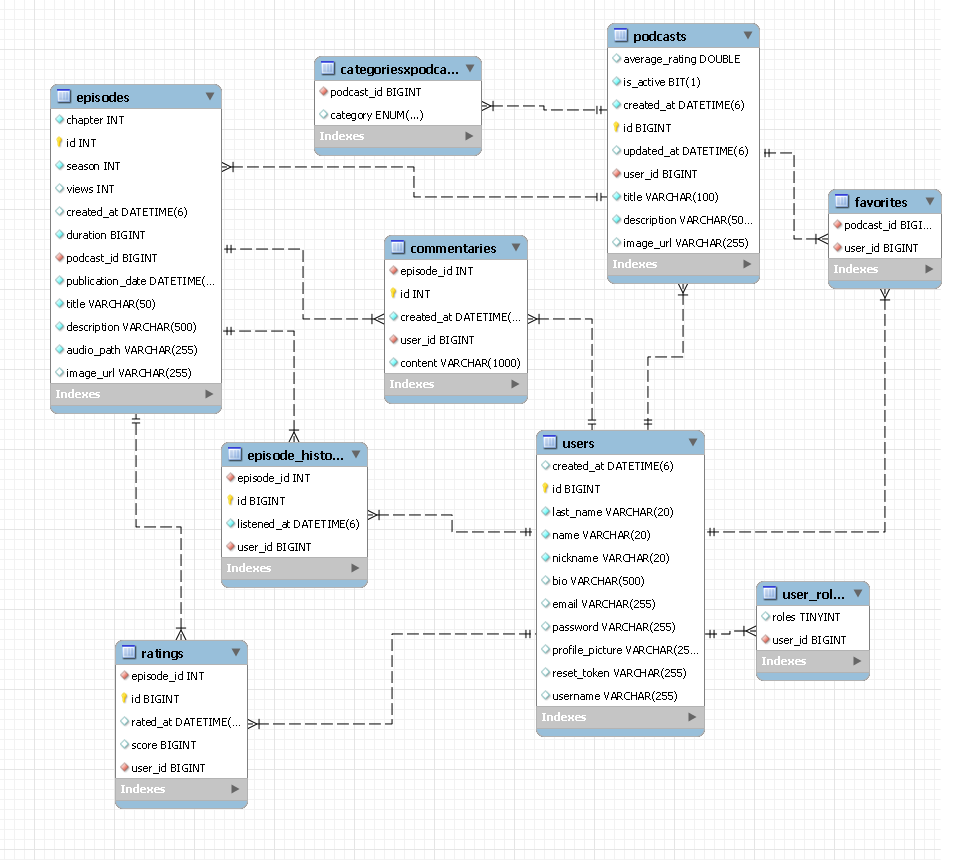 podcasts
average_rating DOUBLE
is_active BIT(1)
created_at DATETIME(6)
id BIGINT
updated_at DATETIME(6)
user_id BIGINT
title VARCHAR(100)
description VARCHAR(50...
image_url VARCHAR(255)
Indexes
categoriesxpodca...
podcast_id BIGINT
category ENUM(...)
Indexes
episodes
chapter INT
id INT
season INT
views INT
created_at DATETIME(6)
duration BIGINT
podcast_id BIGINT
publication_date DATETIME(...
title VARCHAR(50)
description VARCHAR(500)
audio_path VARCHAR(255)
image_url VARCHAR(255)
Indexes
favorites
podcast_id BIGI...
user_id BIGINT
Indexes
commentaries
episode_id INT
id INT
created_at DATETIME(...
user_id BIGINT
content VARCHAR(1000)
Indexes
users
created_at DATETIME(6)
id BIGINT
last_name VARCHAR(20)
name VARCHAR(20)
nickname VARCHAR(20)
bio VARCHAR(500)
email VARCHAR(255)
password VARCHAR(255)
profile_picture VARCHAR(25...
reset_token VARCHAR(255)
username VARCHAR(255)
Indexes
episode_histo...
episode_id INT
id BIGINT
listened_at DATETIME(6)
user_id BIGINT
Indexes
user_rol...
roles TINYINT
user_id BIGINT
Indexes
ratings
episode_id INT
id BIGINT
rated_at DATETIME(...
score BIGINT
user_id BIGINT
Indexes